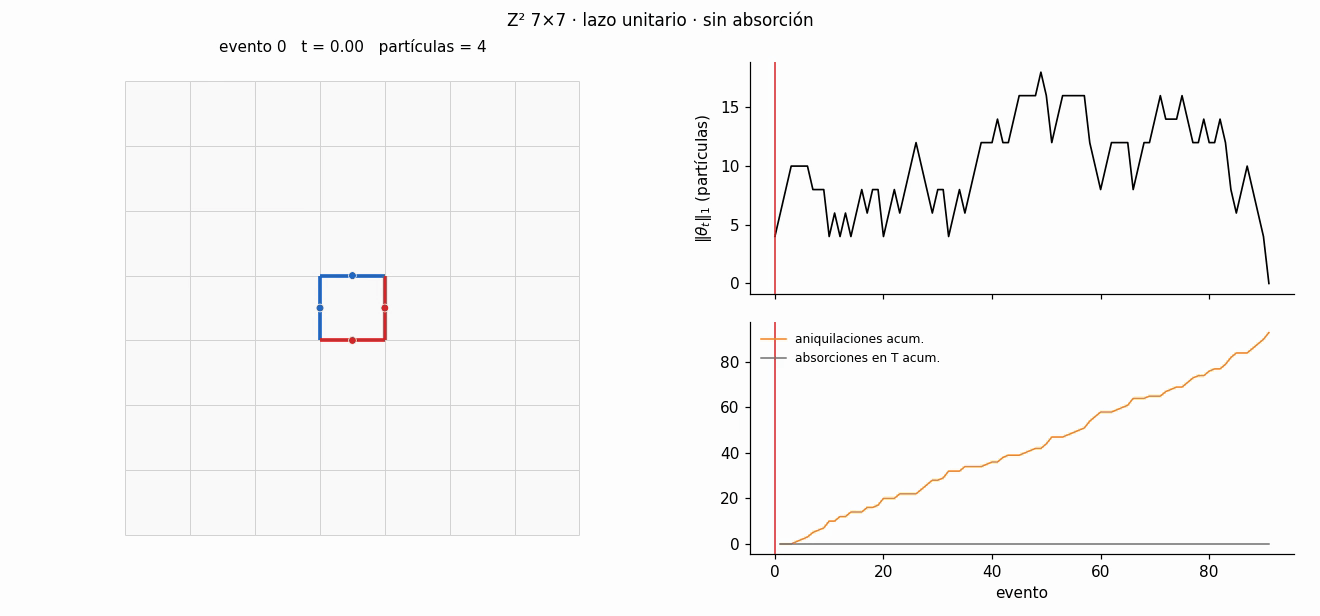 Z² 7×7 · lazo unitario · sin absorción
evento 0   t = 0.00   partículas = 4
‖θₜ‖₁ (partículas)
15
10
5
0
aniquilaciones acum.
absorciones en T acum.
80
60
40
20
0
0 20 40 60 80
evento